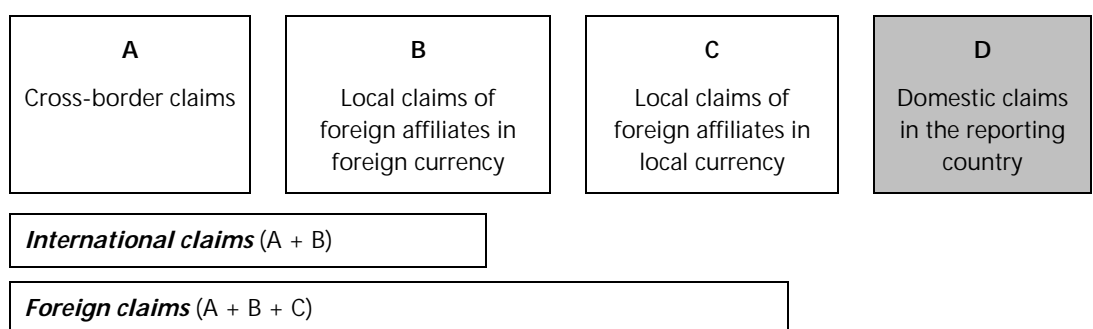 A
Cross-border claims
B
Local claims of
foreign affiliates in
foreign currency
C
Local claims of
foreign affiliates in
local currency
D
Domestic claims
in the reporting
country
International claims (A + B)
Foreign claims (A + B + C)